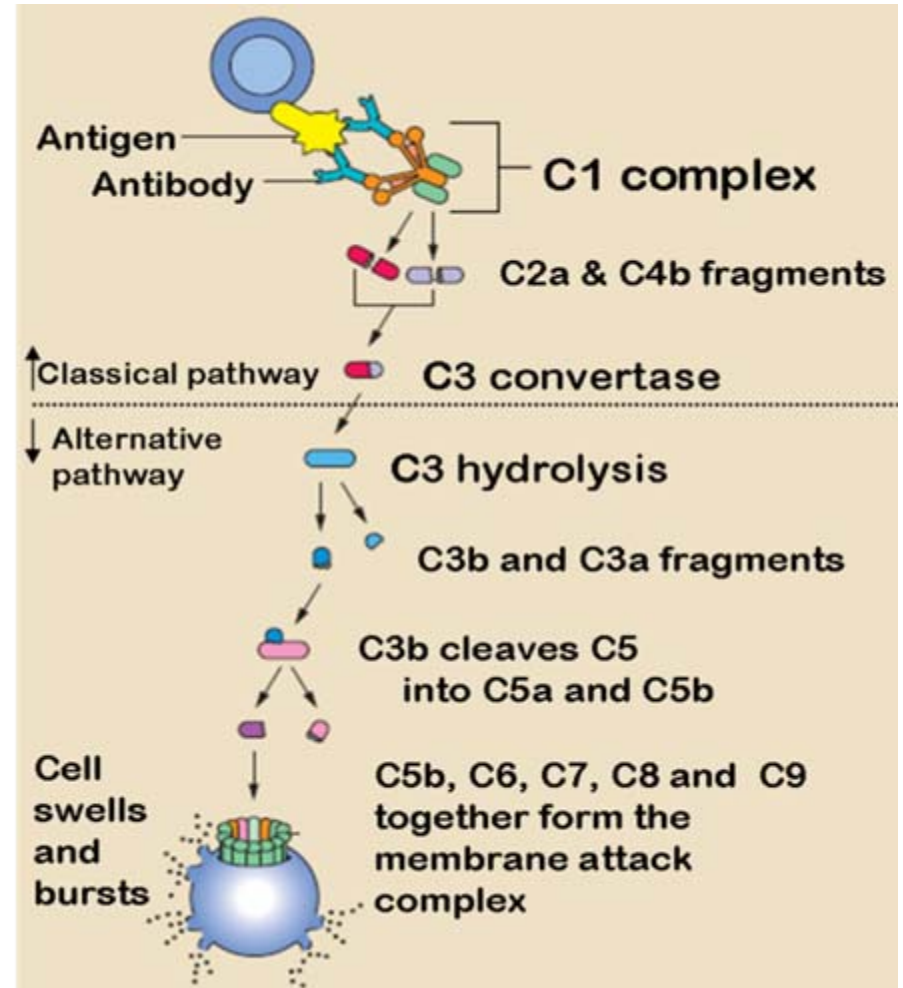 Antigen
Antibody
C1 complex
C2a & C4b fragments
Classical pathway
C3 convertase
Alternative
pathway
C3 hydrolysis
C3b and C3a fragments
C3b cleaves C5
into C5a and C5b
Cell
swells
and
bursts
C5b, C6, C7, C8 and C9
together form the
membrane attack
complex